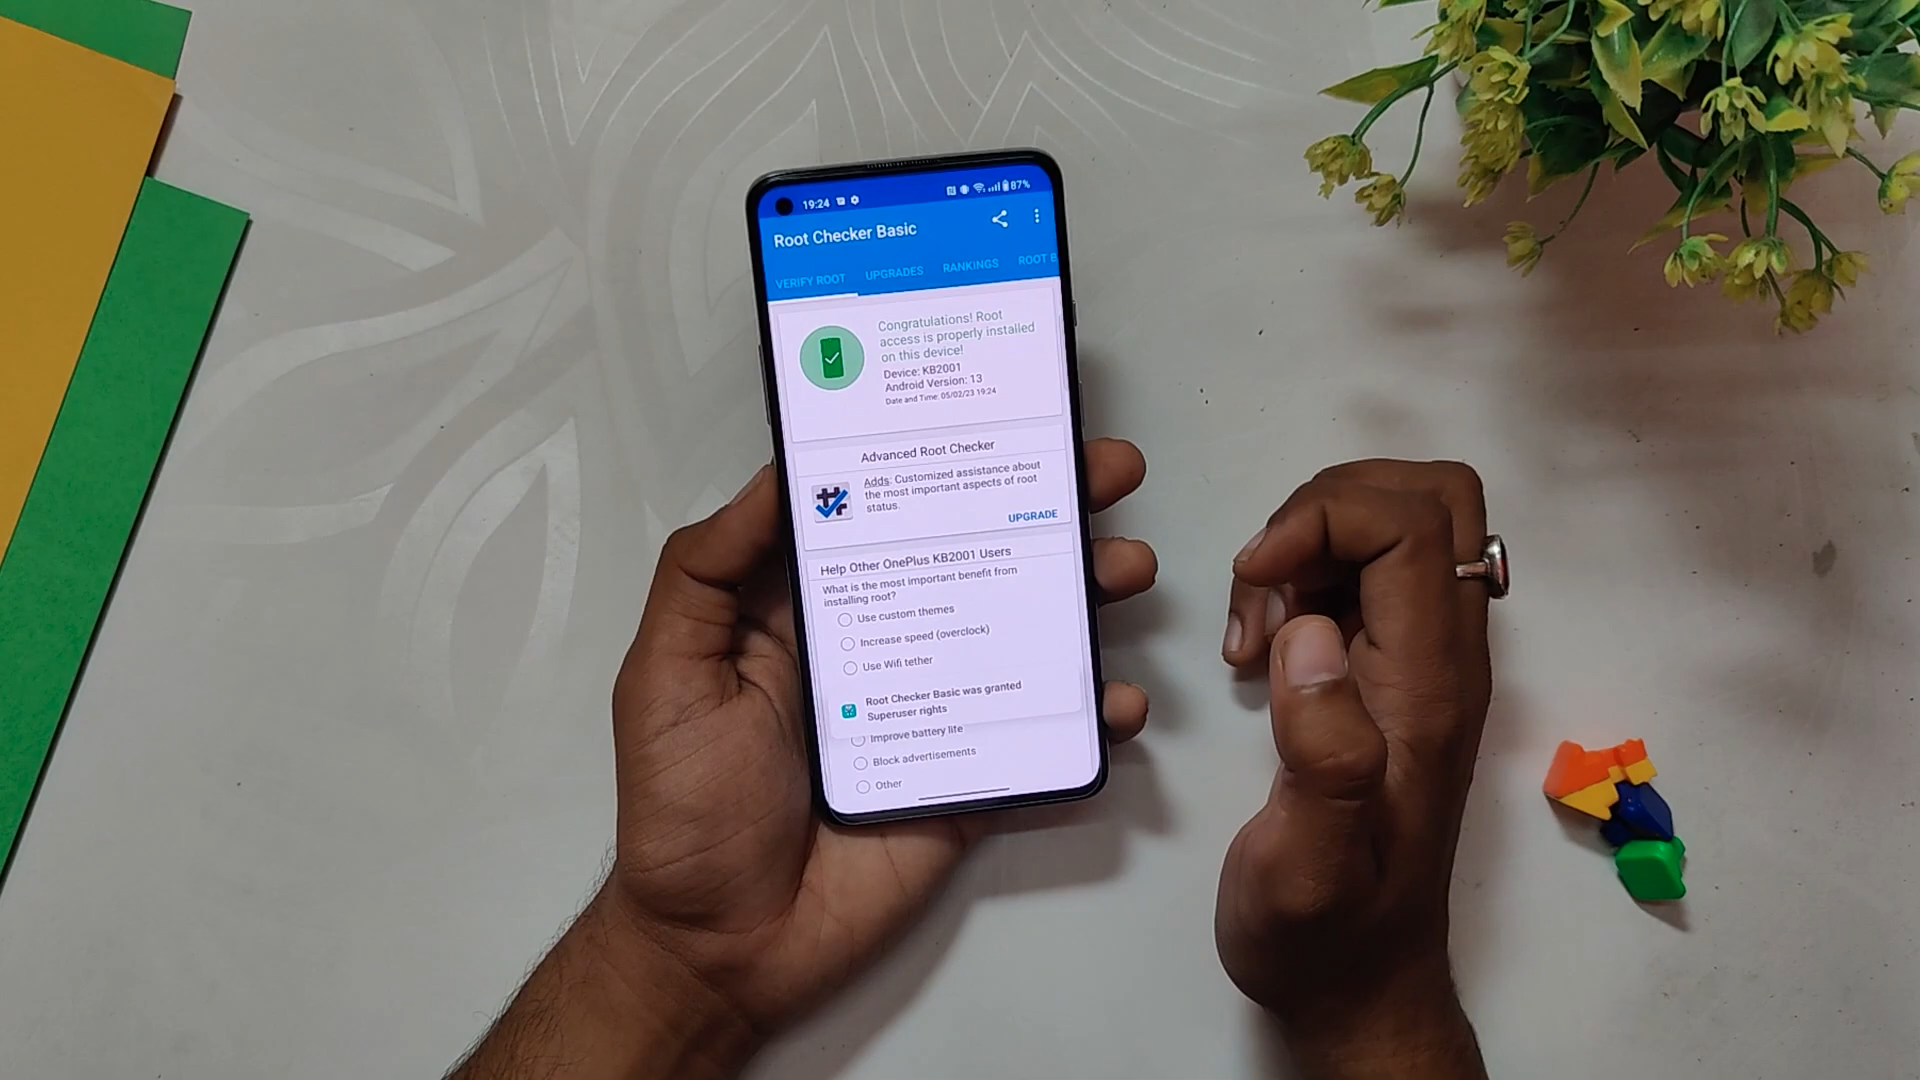 19:24
87%
Root Checker Basic
VERIFY ROOT
UPGRADES
RANKINGS
ROOT B
Congratulations! Root
access is properly installed
on this device!
Device: KB2001
Android Version: 13
Date and Time: 05/02/23 19:24
Advanced Root Checker
Adds: Customized assistance about
the most important aspects of root
status.
UPGRADE
Help Other OnePlus KB2001 Users
What is the most important benefit from
installing root?
Use custom themes
Increase speed (overclock)
Use Wifi tether
Root Checker Basic was granted
Superuser rights
Improve battery life
Block advertisements
Other